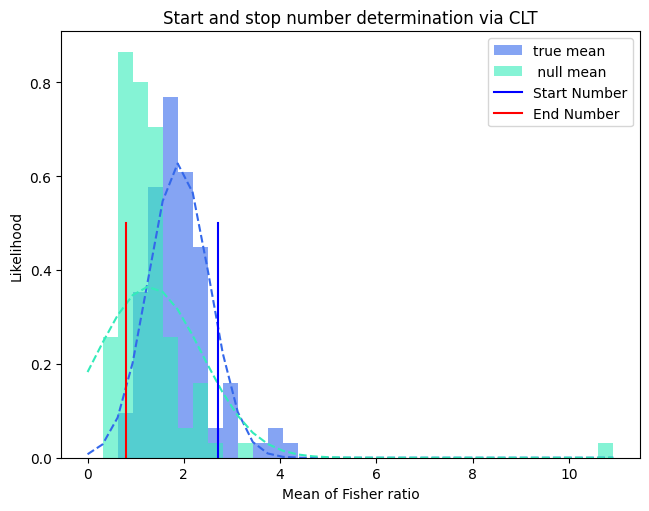 Start and stop number determination via CLT
true mean
null mean
Start Number
End Number
Likelihood
0.8
0.6
0.4
0.2
0.0
0 2 4 6 8 10
Mean of Fisher ratio